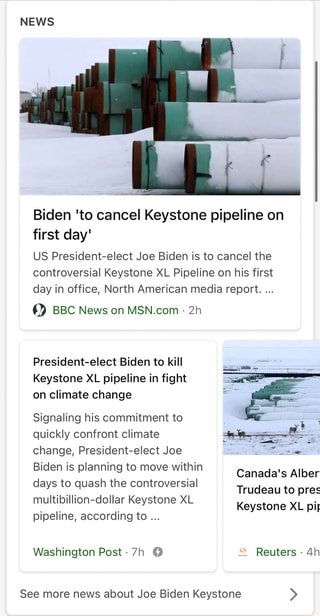 NEWS
Biden 'to cancel Keystone pipeline on
first day'
US President-elect Joe Biden is to cancel the
controversial Keystone XL Pipeline on his first
day in office, North American media report. ...
BBC News on MSN.com · 2h
President-elect Biden to kill
Keystone XL pipeline in fight
on climate change
Signaling his commitment to
quickly confront climate
change, President-elect Joe
Biden is planning to move within
days to quash the controversial
multibillion-dollar Keystone XL
pipeline, according to ...
Washington Post · 7h
Canada's Alber
Trudeau to pres
Keystone XL pip
Reuters · 4h
See more news about Joe Biden Keystone